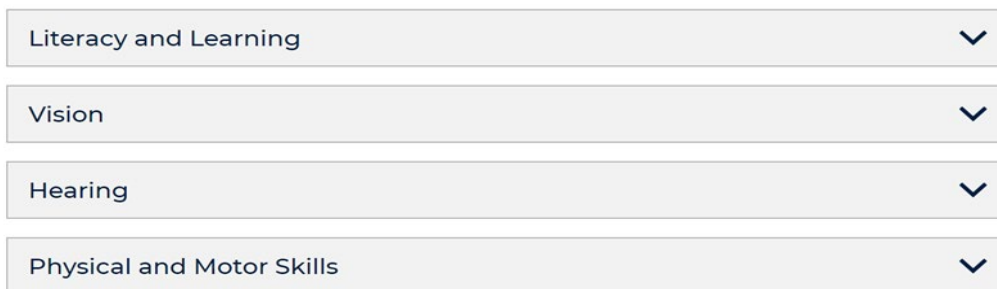 Literacy and Learning
Vision
Hearing
Physical and Motor Skills